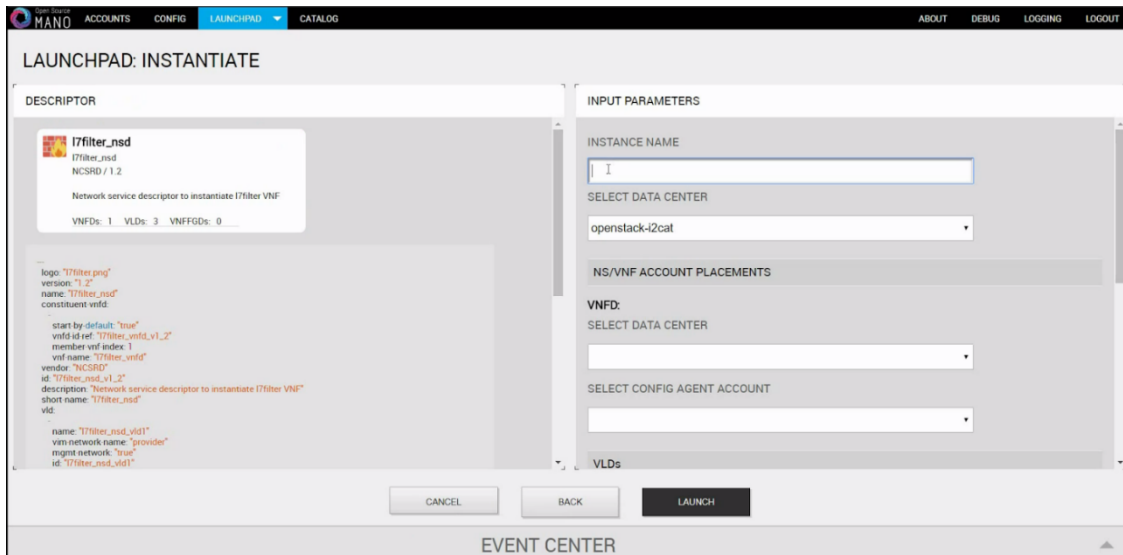 Open Source
MANO ACCOUNTS CONFIG LAUNCHPAD CATALOG ABOUT DEBUG LOGGING LOGOUT
LAUNCHPAD: INSTANTIATE
DESCRIPTOR
l7filter_nsd
l7filter_nsd
NCSRD / 1.2
Network service descriptor to instantiate l7filter VNF
VNFDs: 1 VLDs: 3 VNFFGDs: 0
---
logo: "l7filter.png"
version: "1.2"
name: "l7filter_nsd"
constituent-vnfd:
-
start-by-default: "true"
vnfd-id-ref: "l7filter_vnfd_v1_2"
member-vnf-index: 1
vnf-name: "l7filter_vnfd"
vendor: "NCSRD"
id: "l7filter_nsd_v1_2"
description: "Network service descriptor to instantiate l7filter VNF"
short-name: "l7filter_nsd"
vld:
-
name: "l7filter_nsd_vld1"
vim-network-name: "provider"
mgmt-network: "true"
id: "l7filter_nsd_vld1"
INPUT PARAMETERS
INSTANCE NAME
SELECT DATA CENTER
openstack-i2cat
NS/VNF ACCOUNT PLACEMENTS
VNFD:
SELECT DATA CENTER
SELECT CONFIG AGENT ACCOUNT
VLDs
CANCEL BACK LAUNCH
EVENT CENTER